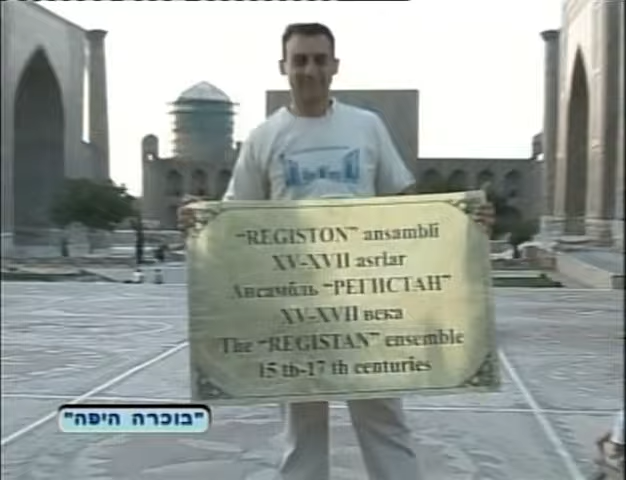 "REGISTON" ansambli
XV-XVII asrlar
Ансамбль "РЕГИСТАН"
XV-XVII века
The "REGISTAN" ensemble
15 th-17 th centuries
"בוכרה היפה"